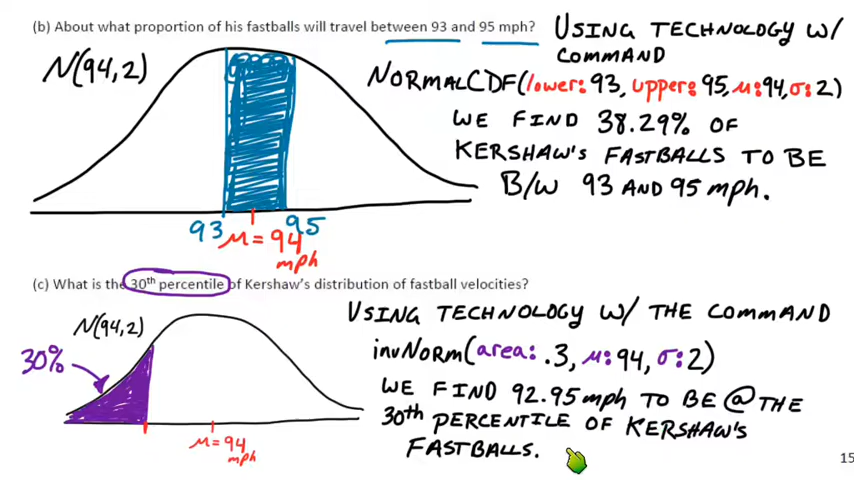 (b) About what proportion of his fastballs will travel between 93 and 95 mph?
USING TECHNOLOGY W/
COMMAND
N(94,2)
NORMALCDF(lower: 93, upper: 95, μ: 94, σ: 2)
WE FIND 38.29% OF
KERSHAW'S FASTBALLS TO BE
B/W 93 AND 95 mph.
93
95
μ = 94
mph
(c) What is the 30th percentile of Kershaw's distribution of fastball velocities?
USING TECHNOLOGY W/ THE COMMAND
N(94,2)
30%
invNorm(area: .3, μ: 94, σ: 2)
WE FIND 92.95 mph TO BE @ THE
30th PERCENTILE OF KERSHAW'S
FASTBALLS.
μ = 94
mph
15